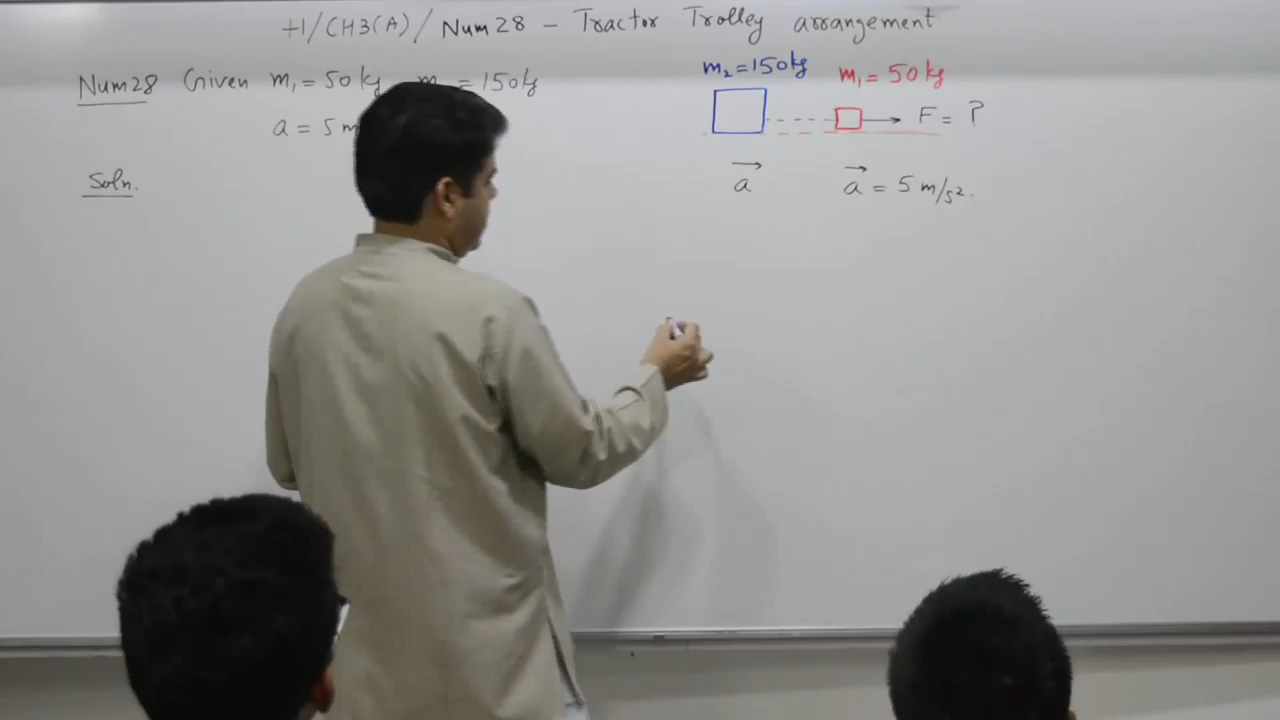 +1/CH3(A)/Num28 - Tractor Trolley arrangement
Num28 Given m₁ = 50 kg m = 150 kg
a = 5 m
Soln.
m₂ = 150 kg m₁ = 50 kg
F = ?
a a = 5 m/s².